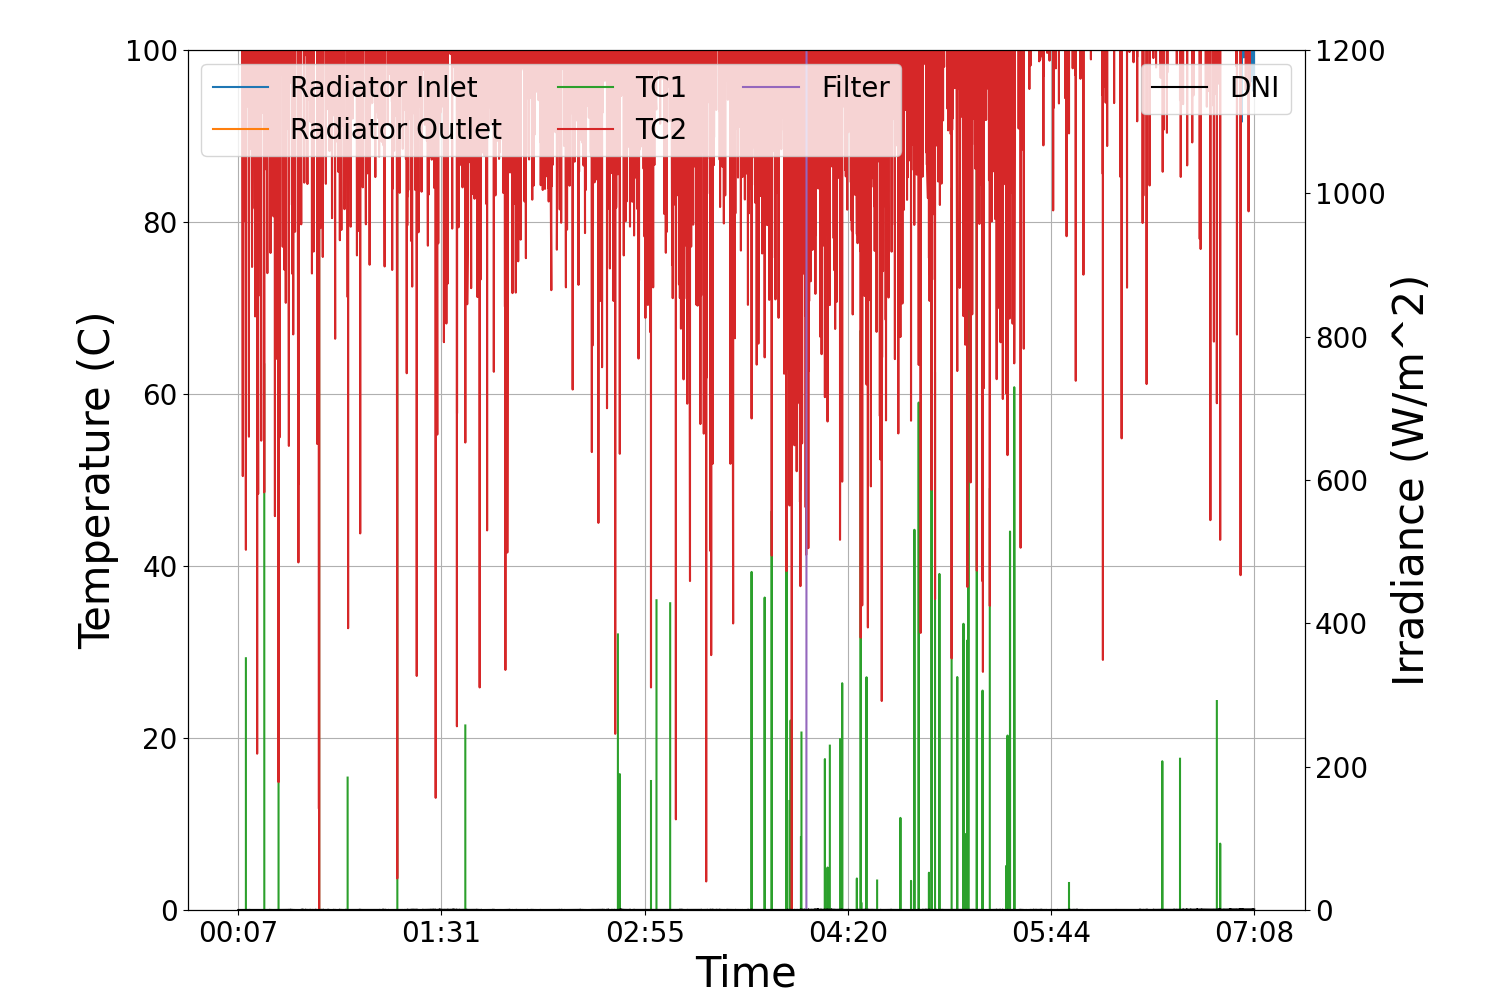 100
80
60
40
20
0
Temperature (C)
Radiator Inlet
Radiator Outlet
TC1
TC2
Filter
DNI
1200
1000
800
600
400
200
0
Irradiance (W/m^2)
00:07
01:31
02:55
04:20
05:44
07:08
Time